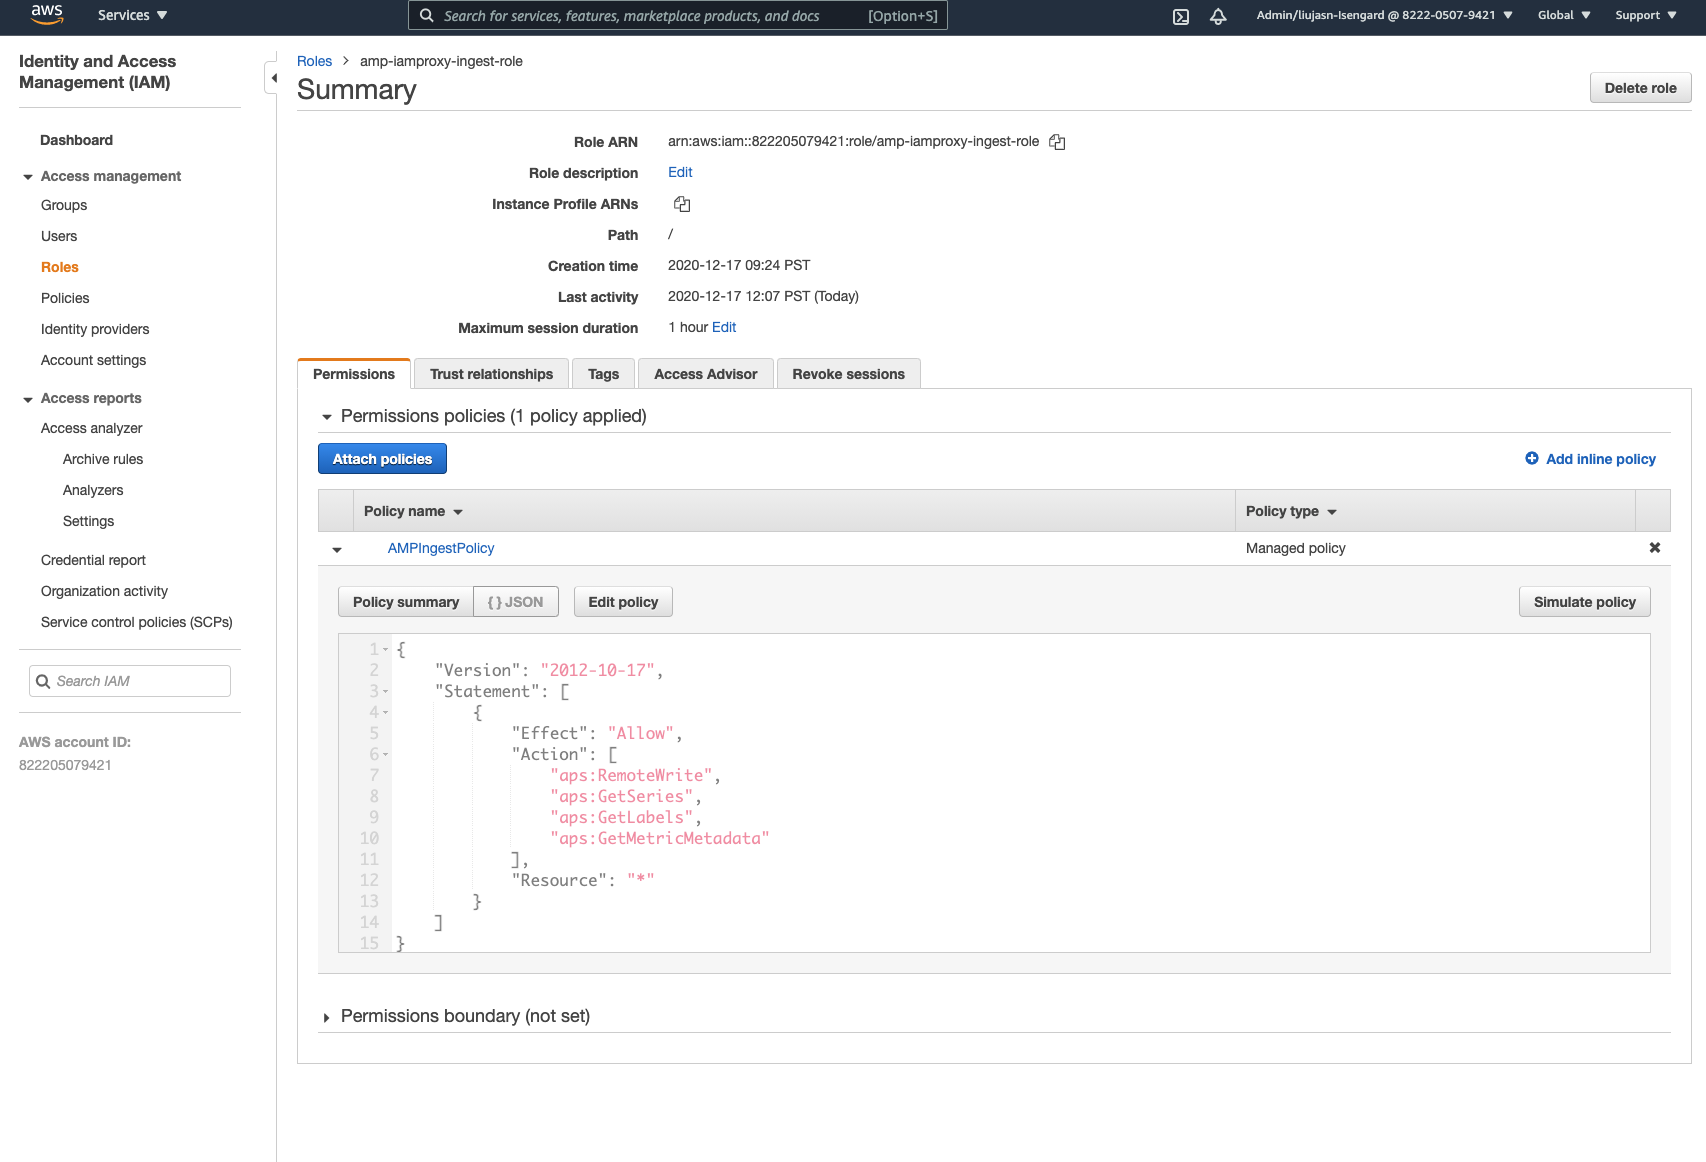 aws Services Search for services, features, marketplace products, and docs [Option+S] Admin/liujasn-Isengard @ 8222-0507-9421 Global Support
Identity and Access
Management (IAM)
Dashboard
Access management
Groups
Users
Roles
Policies
Identity providers
Account settings
Access reports
Access analyzer
Archive rules
Analyzers
Settings
Credential report
Organization activity
Service control policies (SCPs)
Search IAM
AWS account ID:
822205079421
Roles > amp-iamproxy-ingest-role
Summary
Delete role
Role ARN arn:aws:iam::822205079421:role/amp-iamproxy-ingest-role
Role description Edit
Instance Profile ARNs
Path /
Creation time 2020-12-17 09:24 PST
Last activity 2020-12-17 12:07 PST (Today)
Maximum session duration 1 hour Edit
Permissions Trust relationships Tags Access Advisor Revoke sessions
Permissions policies (1 policy applied)
Attach policies Add inline policy
Policy name Policy type
AMPIngestPolicy Managed policy ✖
Policy summary { } JSON Edit policy Simulate policy
1 {
2 "Version": "2012-10-17",
3 "Statement": [
4 {
5 "Effect": "Allow",
6 "Action": [
7 "aps:RemoteWrite",
8 "aps:GetSeries",
9 "aps:GetLabels",
10 "aps:GetMetricMetadata"
11 ],
12 "Resource": "*"
13 }
14 ]
15 }
Permissions boundary (not set)